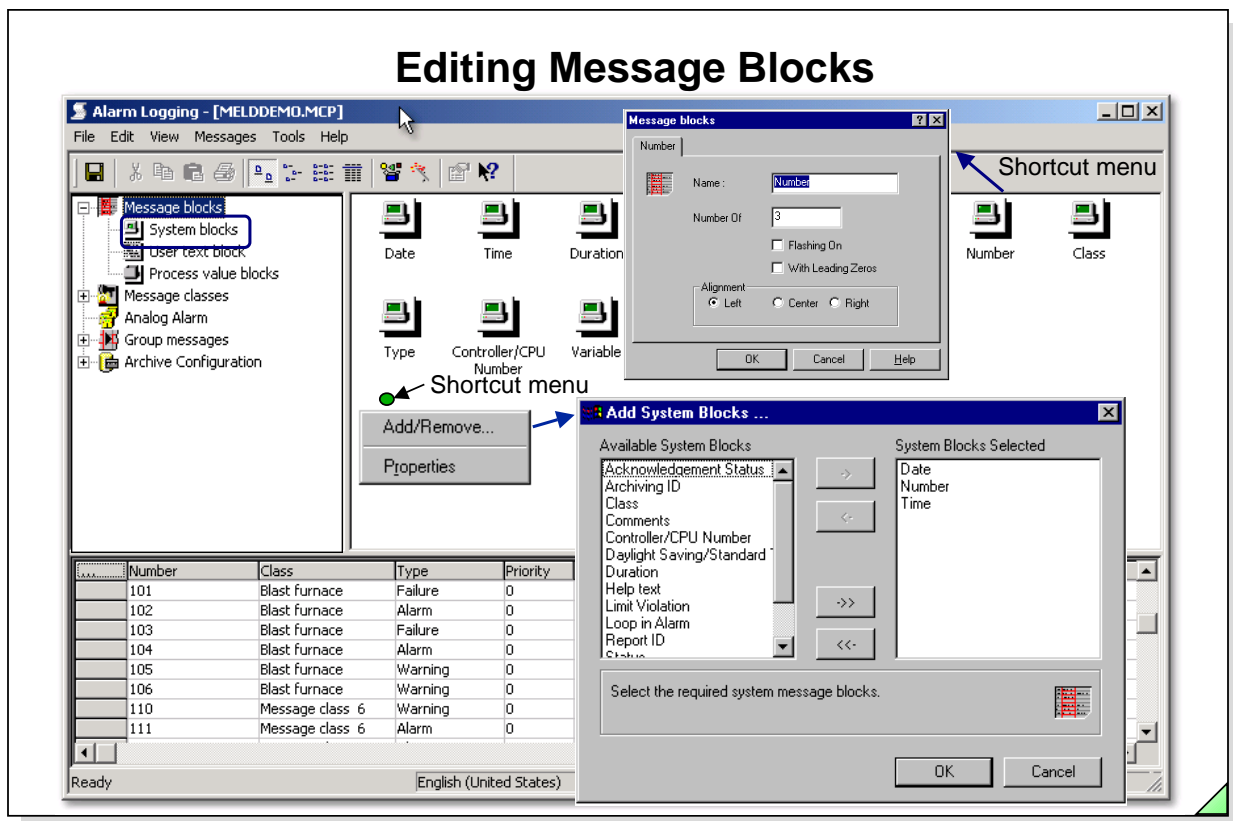 Editing Message Blocks
Alarm Logging - [MELDDEMO.MCP]
File Edit View Messages Tools Help
Message blocks
System blocks
User text block
Process value blocks
Message classes
Analog Alarm
Group messages
Archive Configuration
Date
Time
Duration
Number
Class
Type
Controller/CPU
Number
Variable
Shortcut menu
Message blocks
Number
Name :
Number
Number Of
3
Flashing On
With Leading Zeros
Alignment
Left
Center
Right
OK
Cancel
Help
Shortcut menu
Add/Remove...
Properties
Add System Blocks ...
Available System Blocks
Acknowledgement Status
Archiving ID
Class
Comments
Controller/CPU Number
Daylight Saving/Standard
Duration
Help text
Limit Violation
Loop in Alarm
Report ID
Status
->
<-
->>
<<-
System Blocks Selected
Date
Number
Time
Select the required system message blocks.
OK
Cancel
Number Class Type Priority
101 Blast furnace Failure 0
102 Blast furnace Alarm 0
103 Blast furnace Failure 0
104 Blast furnace Alarm 0
105 Blast furnace Warning 0
106 Blast furnace Warning 0
110 Message class 6 Warning 0
111 Message class 6 Alarm 0
Ready
English (United States)